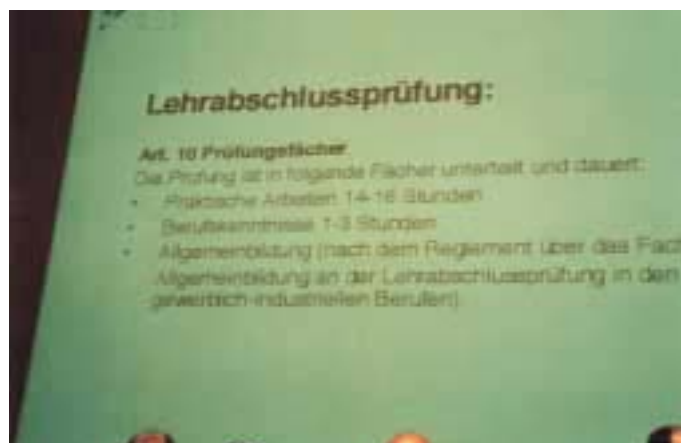 Lehrabschlussprüfung:
Art. 10 Prüfungsfächer
Die Prüfung ist in folgende Fächer unterteilt und dauert:
• Praktische Arbeiten 14-16 Stunden
• Berufskenntnisse 1-3 Stunden
• Allgemeinbildung (nach dem Reglement über das Fach
Allgemeinbildung an der Lehrabschlussprüfung in den
gewerblich-industriellen Berufen).